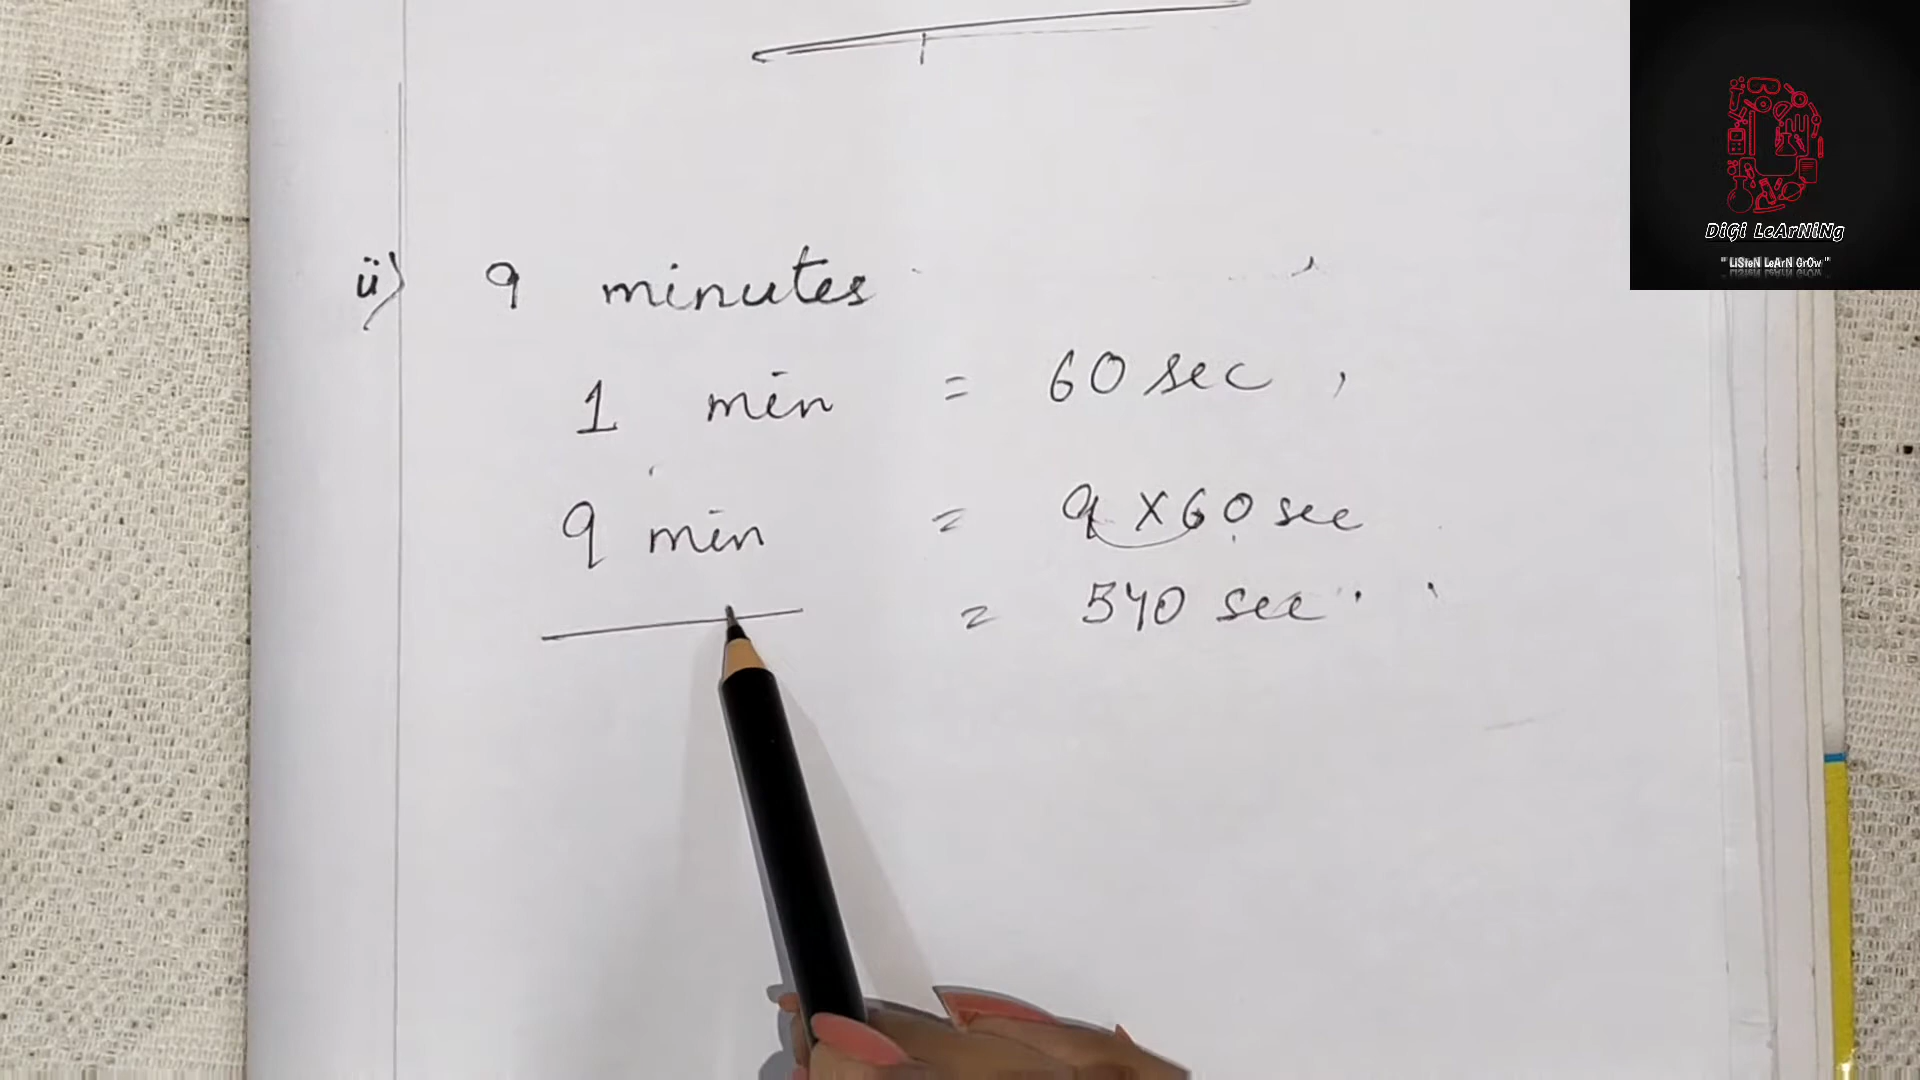 ii) 9 minutes
1 min = 60 sec
9 min = 9 X 60 sec
= 540 sec
DiGi LeArNiNg
" LiSteN LeArN GrOw "